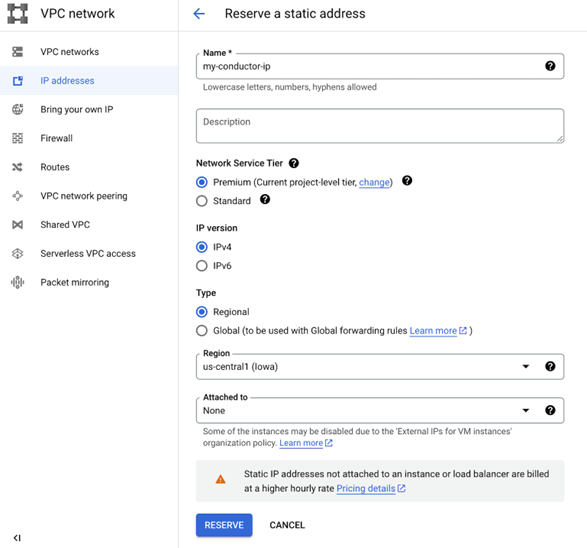 VPC network
Reserve a static address
VPC networks
IP addresses
Bring your own IP
Firewall
Routes
VPC network peering
Shared VPC
Serverless VPC access
Packet mirroring
Name *
my-conductor-ip
Lowercase letters, numbers, hyphens allowed
Description
Network Service Tier
Premium (Current project-level tier, change)
Standard
IP version
IPv4
IPv6
Type
Regional
Global (to be used with Global forwarding rules Learn more )
Region
us-central1 (Iowa)
Attached to
None
Some of the instances may be disabled due to the 'External IPs for VM instances'
organization policy. Learn more
Static IP addresses not attached to an instance or load balancer are billed
at a higher hourly rate Pricing details
RESERVE CANCEL